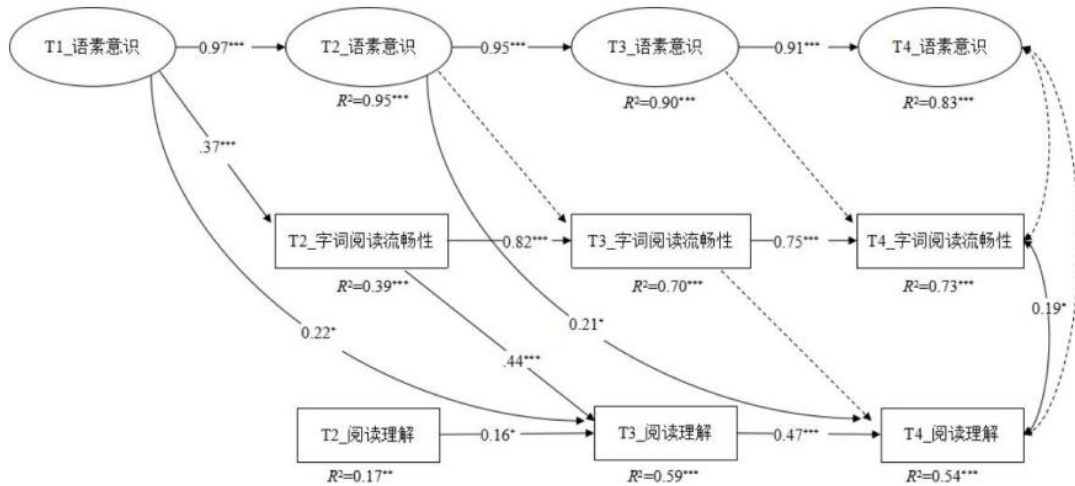 T1_语素意识
0.97***
T2_语素意识
0.95***
T3_语素意识
0.91***
T4_语素意识
R²=0.95***
R²=0.90***
R²=0.83***
.37***
T2_字词阅读流畅性
0.82***
T3_字词阅读流畅性
0.75***
T4_字词阅读流畅性
R²=0.39***
R²=0.70***
R²=0.73***
0.22*
0.21*
0.19*
.44***
T2_阅读理解
0.16*
T3_阅读理解
0.47***
T4_阅读理解
R²=0.17**
R²=0.59***
R²=0.54***